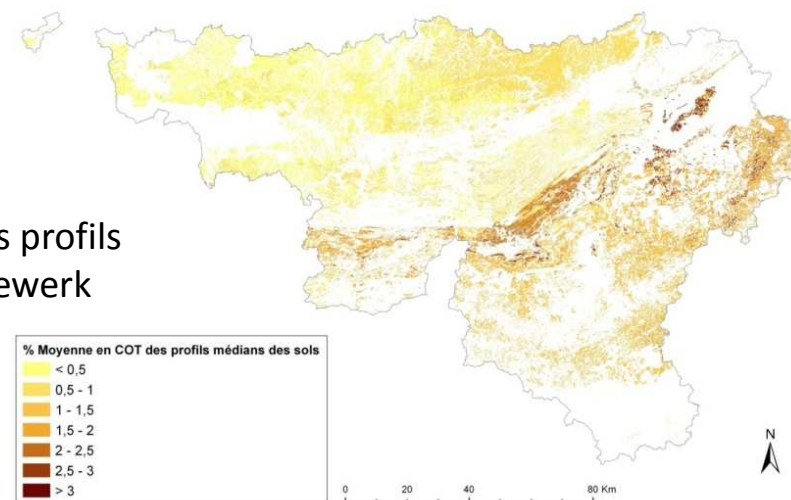 s profils
ewerk
% Moyenne en COT des profils médians des sols
< 0,5
0,5 - 1
1 - 1,5
1,5 - 2
2 - 2,5
2,5 - 3
> 3
0 20 40 80 Km
N